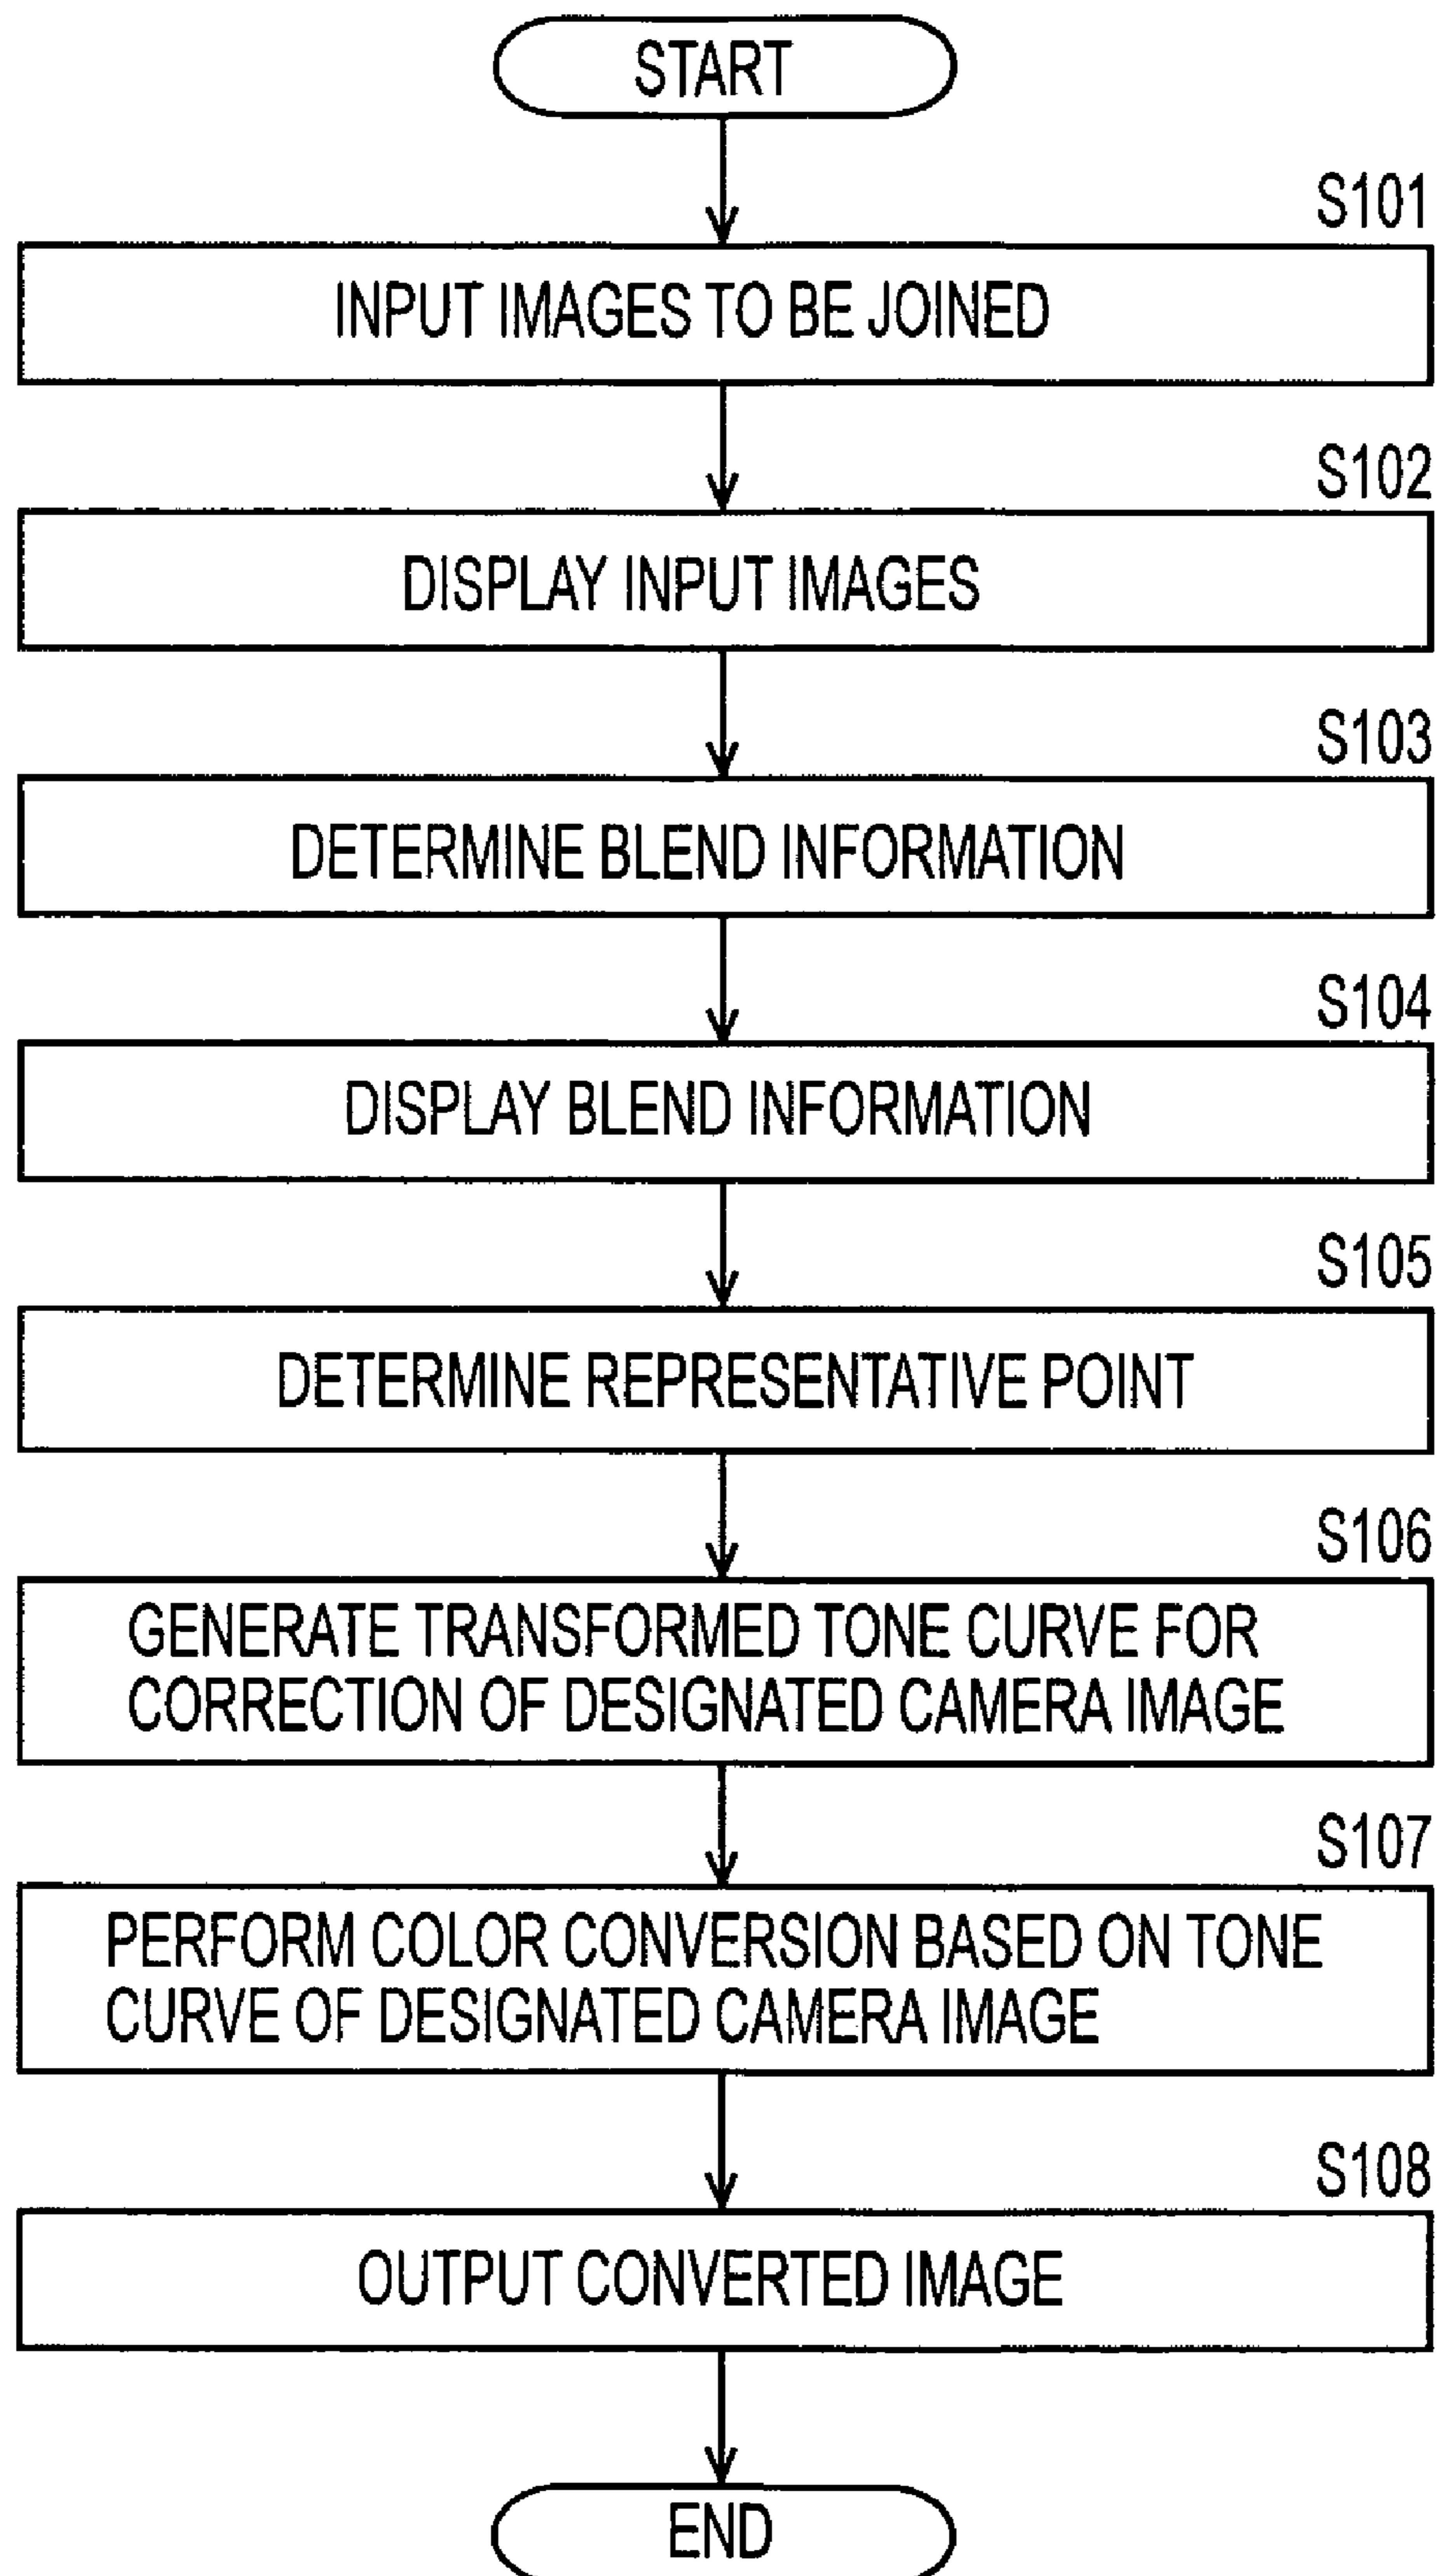 START
S101
INPUT IMAGES TO BE JOINED
S102
DISPLAY INPUT IMAGES
S103
DETERMINE BLEND INFORMATION
S104
DISPLAY BLEND INFORMATION
S105
DETERMINE REPRESENTATIVE POINT
S106
GENERATE TRANSFORMED TONE CURVE FOR
CORRECTION OF DESIGNATED CAMERA IMAGE
S107
PERFORM COLOR CONVERSION BASED ON TONE
CURVE OF DESIGNATED CAMERA IMAGE
S108
OUTPUT CONVERTED IMAGE
END